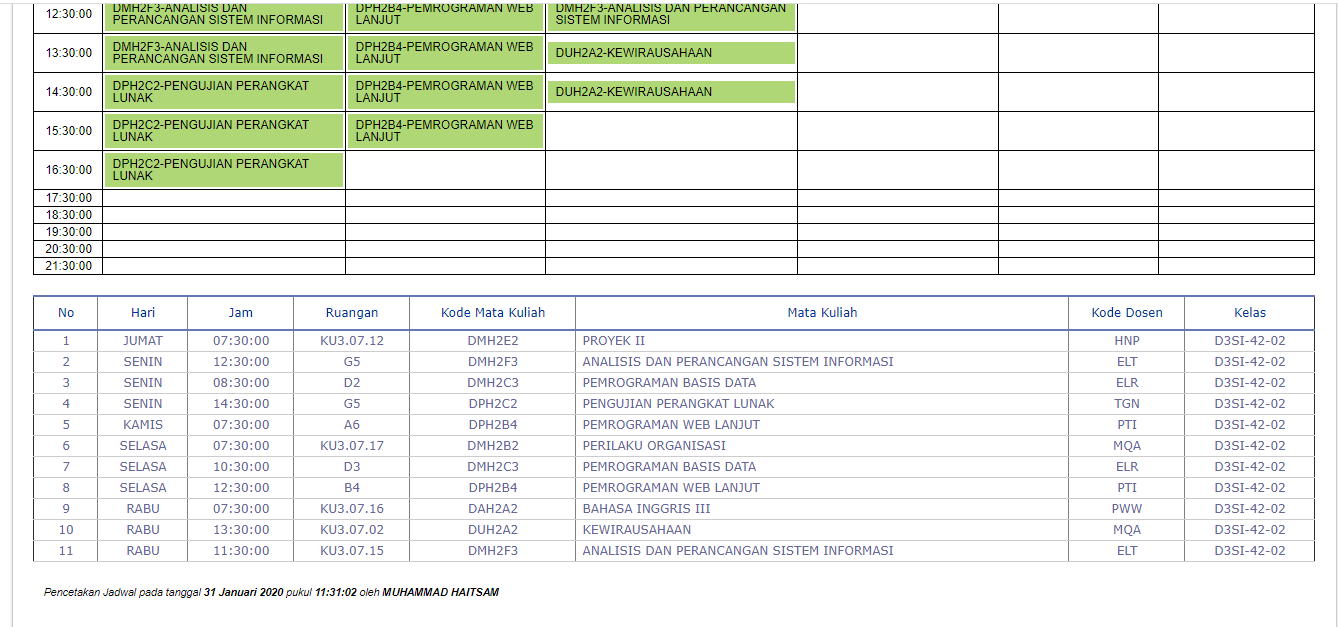 12:30:00 DMH2F3-ANALISIS DAN DPH2B4-PEMROGRAMAN WEB DMH2F3-ANALISIS DAN PERANCANGAN
PERANCANGAN SISTEM INFORMASI LANJUT SISTEM INFORMASI
13:30:00 DMH2F3-ANALISIS DAN DPH2B4-PEMROGRAMAN WEB DUH2A2-KEWIRAUSAHAAN
PERANCANGAN SISTEM INFORMASI LANJUT
14:30:00 DPH2C2-PENGUJIAN PERANGKAT DPH2B4-PEMROGRAMAN WEB DUH2A2-KEWIRAUSAHAAN
LUNAK LANJUT
15:30:00 DPH2C2-PENGUJIAN PERANGKAT DPH2B4-PEMROGRAMAN WEB
LUNAK LANJUT
16:30:00 DPH2C2-PENGUJIAN PERANGKAT
LUNAK
17:30:00
18:30:00
19:30:00
20:30:00
21:30:00
No Hari Jam Ruangan Kode Mata Kuliah Mata Kuliah Kode Dosen Kelas
1 JUMAT 07:30:00 KU3.07.12 DMH2E2 PROYEK II HNP D3SI-42-02
2 SENIN 12:30:00 G5 DMH2F3 ANALISIS DAN PERANCANGAN SISTEM INFORMASI ELT D3SI-42-02
3 SENIN 08:30:00 D2 DMH2C3 PEMROGRAMAN BASIS DATA ELR D3SI-42-02
4 SENIN 14:30:00 G5 DPH2C2 PENGUJIAN PERANGKAT LUNAK TGN D3SI-42-02
5 KAMIS 07:30:00 A6 DPH2B4 PEMROGRAMAN WEB LANJUT PTI D3SI-42-02
6 SELASA 07:30:00 KU3.07.17 DMH2B2 PERILAKU ORGANISASI MQA D3SI-42-02
7 SELASA 10:30:00 D3 DMH2C3 PEMROGRAMAN BASIS DATA ELR D3SI-42-02
8 SELASA 12:30:00 B4 DPH2B4 PEMROGRAMAN WEB LANJUT PTI D3SI-42-02
9 RABU 07:30:00 KU3.07.16 DAH2A2 BAHASA INGGRIS III PWW D3SI-42-02
10 RABU 13:30:00 KU3.07.02 DUH2A2 KEWIRAUSAHAAN MQA D3SI-42-02
11 RABU 11:30:00 KU3.07.15 DMH2F3 ANALISIS DAN PERANCANGAN SISTEM INFORMASI ELT D3SI-42-02
Pencetakan Jadwal pada tanggal 31 Januari 2020 pukul 11:31:02 oleh MUHAMMAD HAITSAM